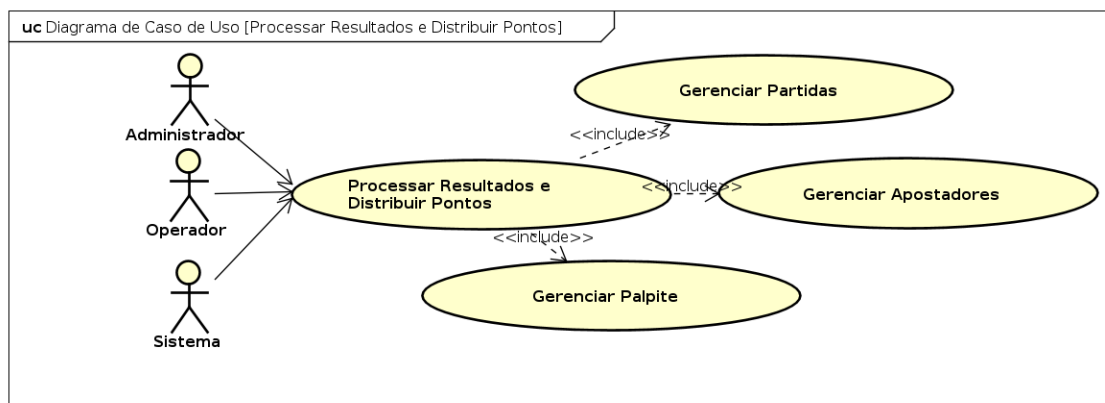 uc Diagrama de Caso de Uso [Processar Resultados e Distribuir Pontos]
Gerenciar Partidas
Administrador
<<include>>
Processar Resultados e
Distribuir Pontos
<<include>>
Gerenciar Apostadores
Operador
<<include>>
Gerenciar Palpite
Sistema